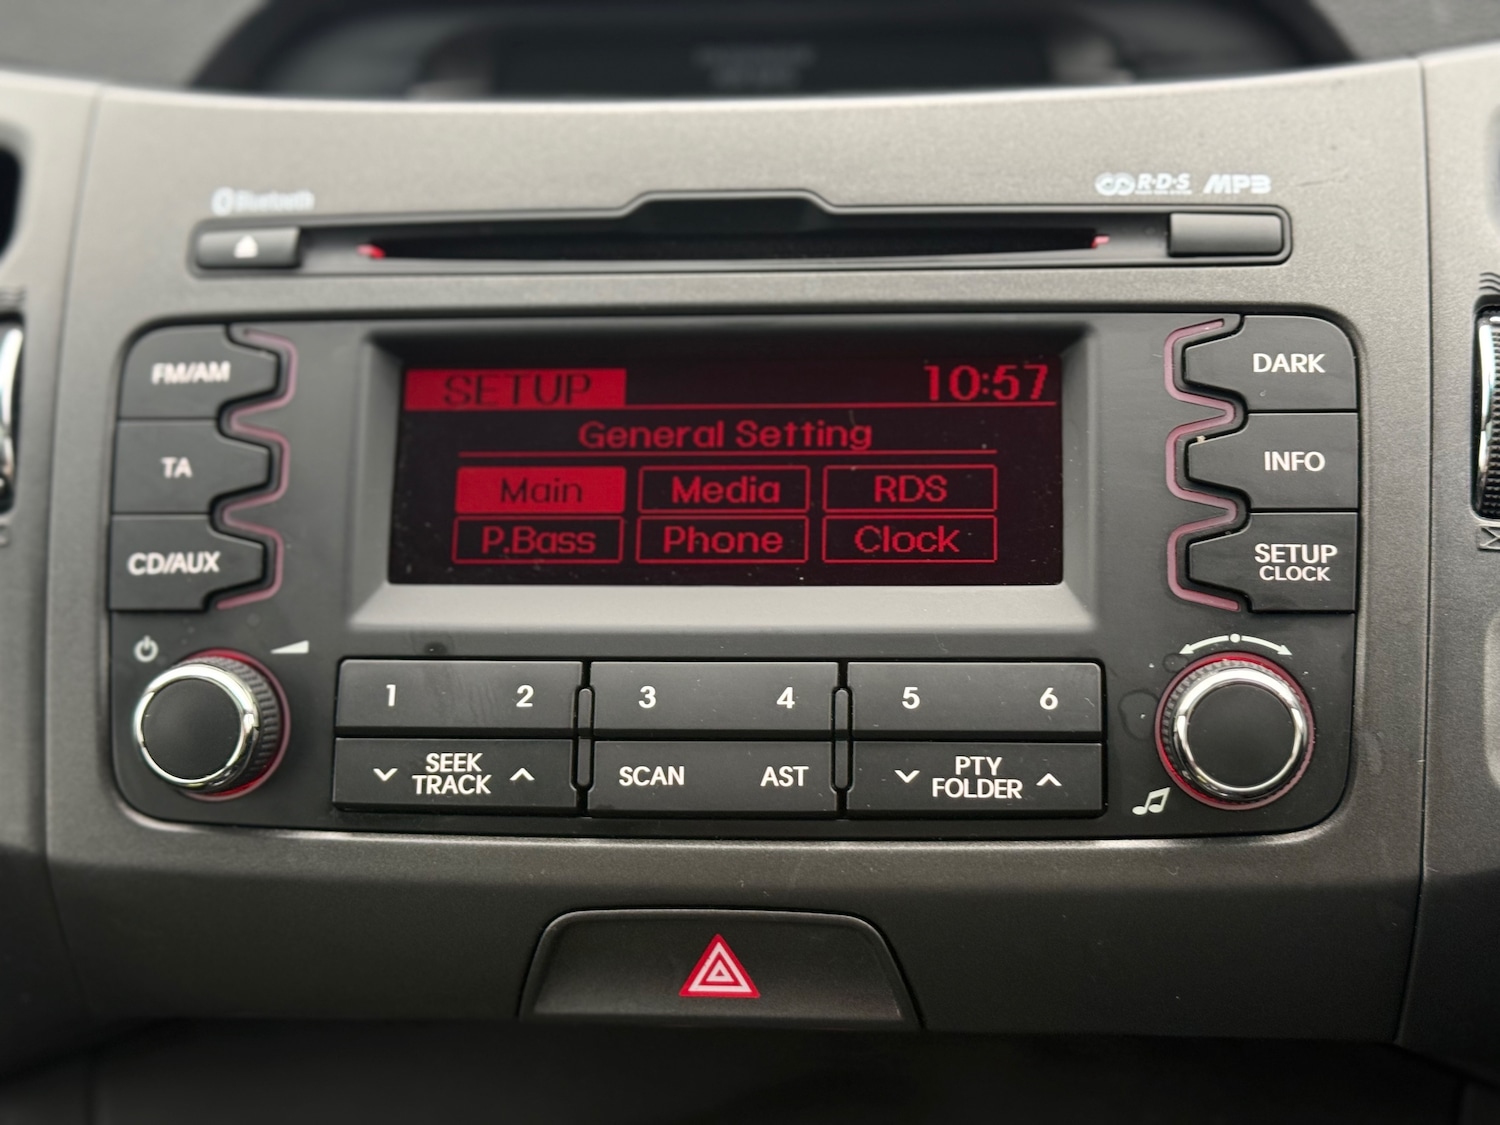 Bluetooth
R·D·S MP3
FM/AM
TA
CD/AUX
SETUP 10:57
General Setting
Main Media RDS
P.Bass Phone Clock
DARK
INFO
SETUP
CLOCK
1 2 3 4 5 6
SEEK
TRACK
SCAN AST
PTY
FOLDER